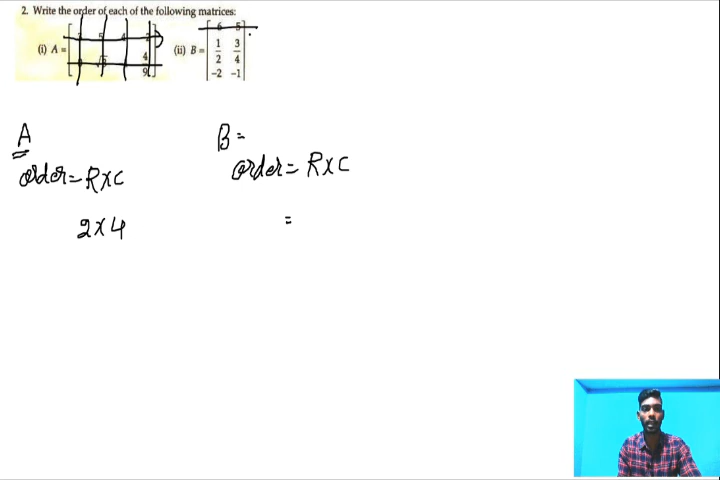 2. Write the order of each of the following matrices:
(i) A = (ii) B = 6 5
1/2 3/4
-2 -1
A B =
order = R x C order = R x C
2 x 4 =